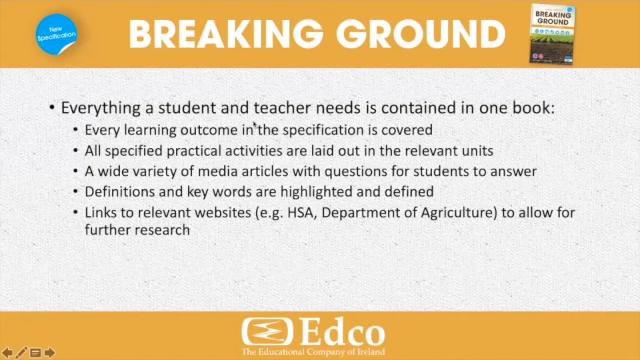 New
Specification
BREAKING GROUND
BREAKING
GROUND
• Everything a student and teacher needs is contained in one book:
• Every learning outcome in the specification is covered
• All specified practical activities are laid out in the relevant units
• A wide variety of media articles with questions for students to answer
• Definitions and key words are highlighted and defined
• Links to relevant websites (e.g. HSA, Department of Agriculture) to allow for
further research
Edco
The Educational Company of Ireland